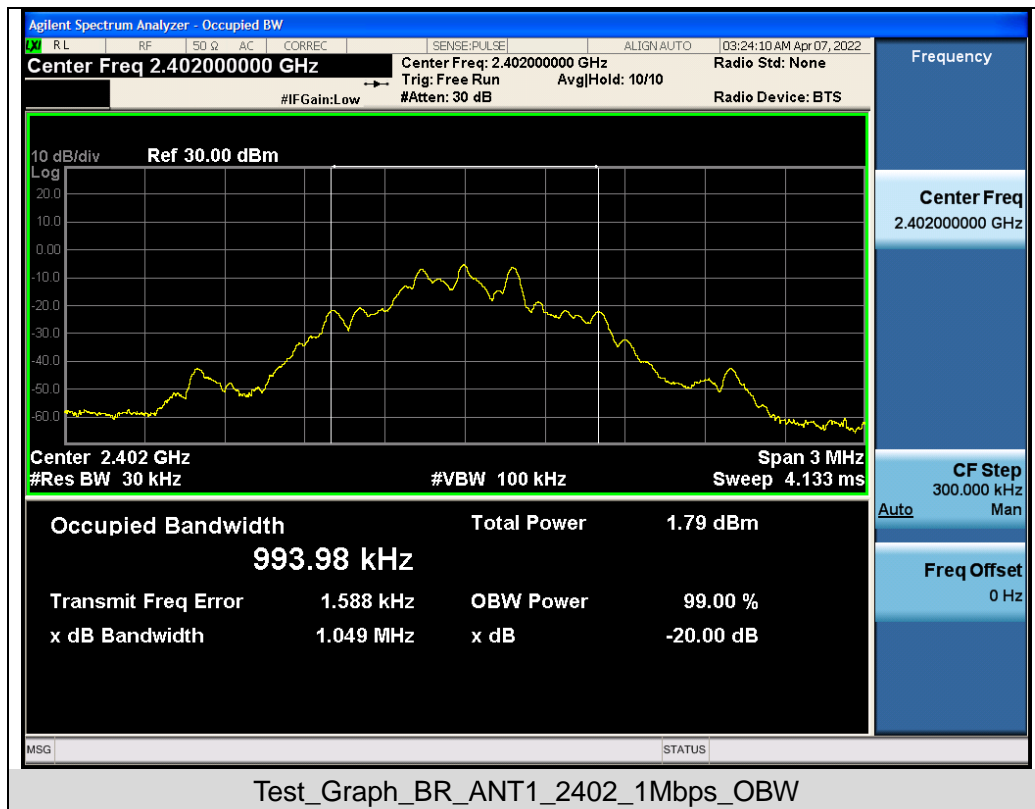 Agilent Spectrum Analyzer - Occupied BW
LXI RL RF 50 Ω AC CORREC SENSE:PULSE ALIGN AUTO 03:24:10 AM Apr 07, 2022
Center Freq 2.402000000 GHz
Center Freq: 2.402000000 GHz
Radio Std: None
Trig: Free Run Avg|Hold: 10/10
#IFGain:Low #Atten: 30 dB Radio Device: BTS
10 dB/div Ref 30.00 dBm
Log
20.0
10.0
0.00
-10.0
-20.0
-30.0
-40.0
-50.0
-60.0
Center 2.402 GHz Span 3 MHz
#Res BW 30 kHz #VBW 100 kHz Sweep 4.133 ms
Occupied Bandwidth Total Power 1.79 dBm
993.98 kHz
Transmit Freq Error 1.588 kHz OBW Power 99.00 %
x dB Bandwidth 1.049 MHz x dB -20.00 dB
MSG STATUS
Frequency
Center Freq
2.402000000 GHz
CF Step
300.000 kHz
Auto Man
Freq Offset
0 Hz
Test_Graph_BR_ANT1_2402_1Mbps_OBW